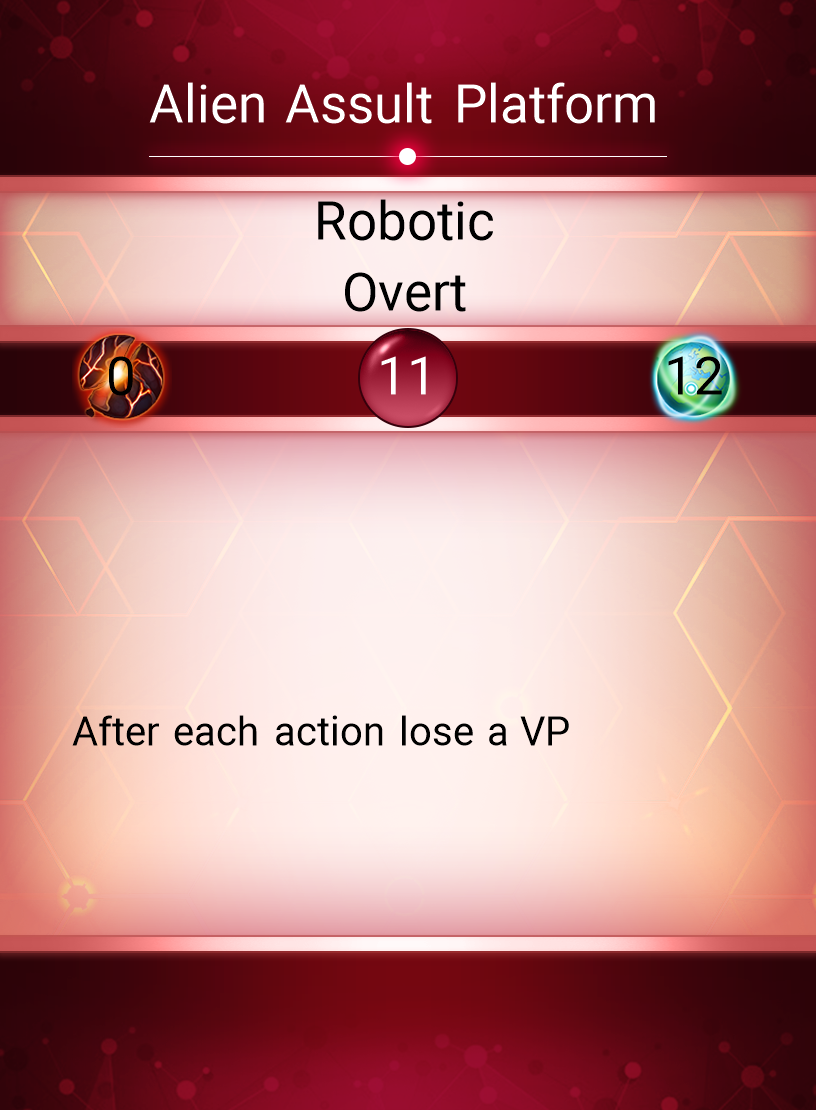 Alien Assult Platform
Robotic
Overt
0 11 12
After each action lose a VP